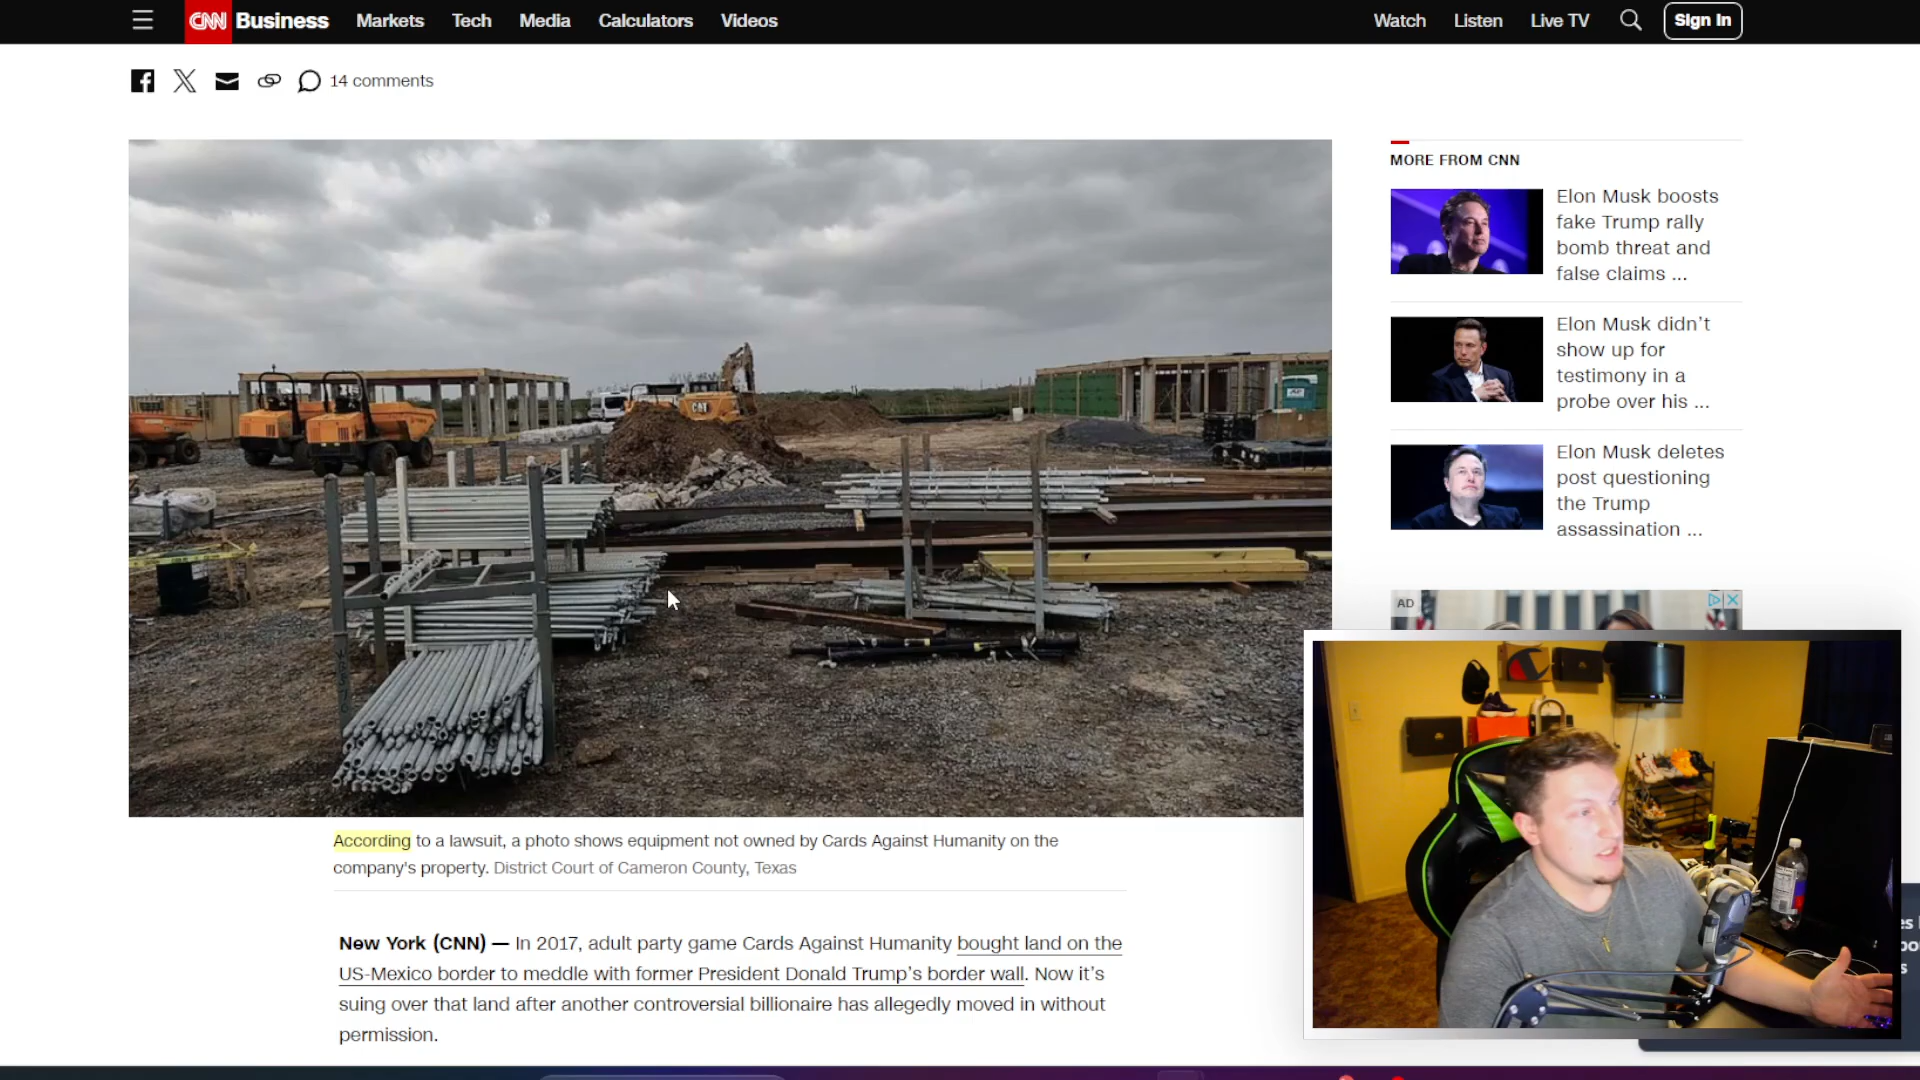 CNN Business Markets Tech Media Calculators Videos Watch Listen Live TV Sign In
14 comments
CAT
MORE FROM CNN
Elon Musk boosts
fake Trump rally
bomb threat and
false claims ...
Elon Musk didn't
show up for
testimony in a
probe over his ...
Elon Musk deletes
post questioning
the Trump
assassination ...
AD
According to a lawsuit, a photo shows equipment not owned by Cards Against Humanity on the
company's property. District Court of Cameron County, Texas
New York (CNN) — In 2017, adult party game Cards Against Humanity bought land on the
US-Mexico border to meddle with former President Donald Trump's border wall. Now it's
suing over that land after another controversial billionaire has allegedly moved in without
permission.